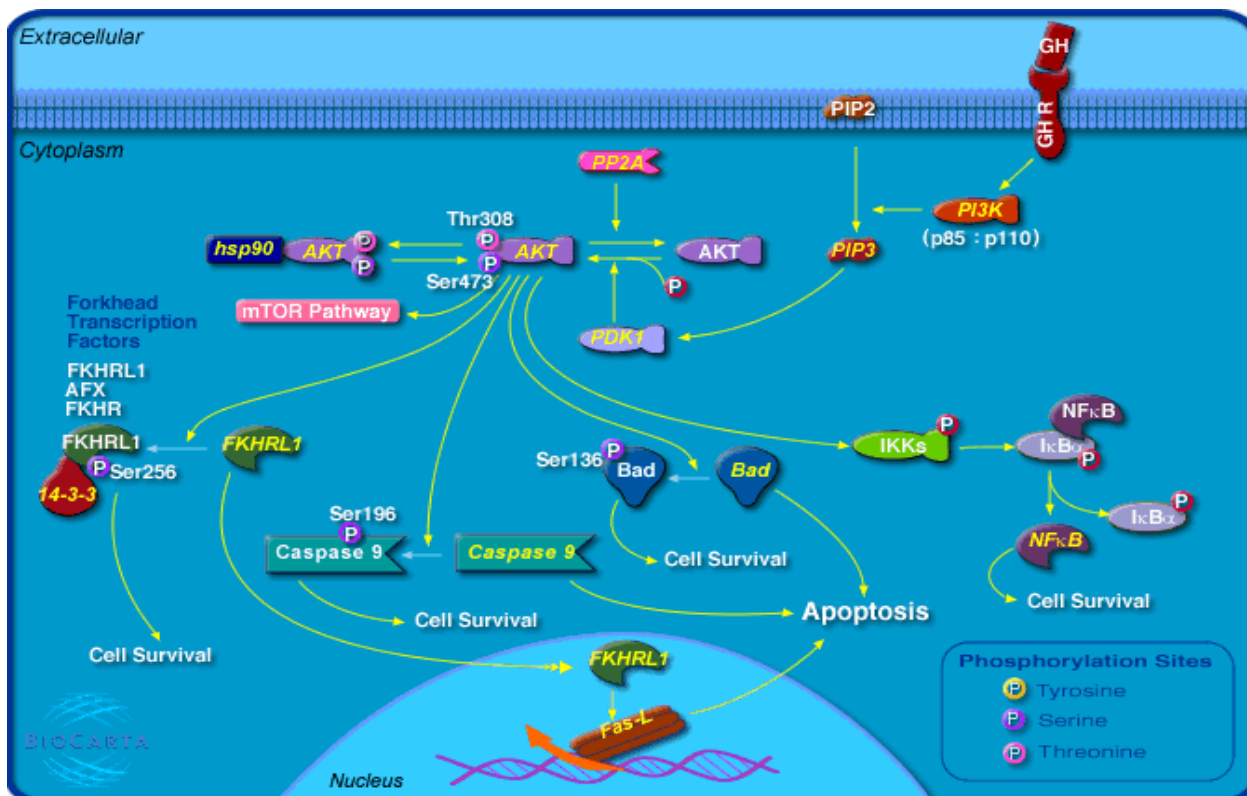 Extracellular
GH
GH R
PIP2
Cytoplasm
PP2A
PI3K
(p85 : p110)
Thr308
P
hsp90
AKT
P
P
AKT
P
Ser473
AKT
P
PIP3
mTOR Pathway
PDK1
Forkhead
Transcription
Factors
FKHRL1
AFX
FKHR
FKHRL1
P
Ser256
14-3-3
FKHRL1
Ser136
P
Bad
Bad
IKKs
P
NFκB
IκBα
P
IκBα
P
NFκB
Ser196
P
Caspase 9
Caspase 9
Cell Survival
Cell Survival
Cell Survival
Cell Survival
Apoptosis
FKHRL1
Fas-L
Nucleus
BIOCARTA
Phosphorylation Sites
P Tyrosine
P Serine
P Threonine